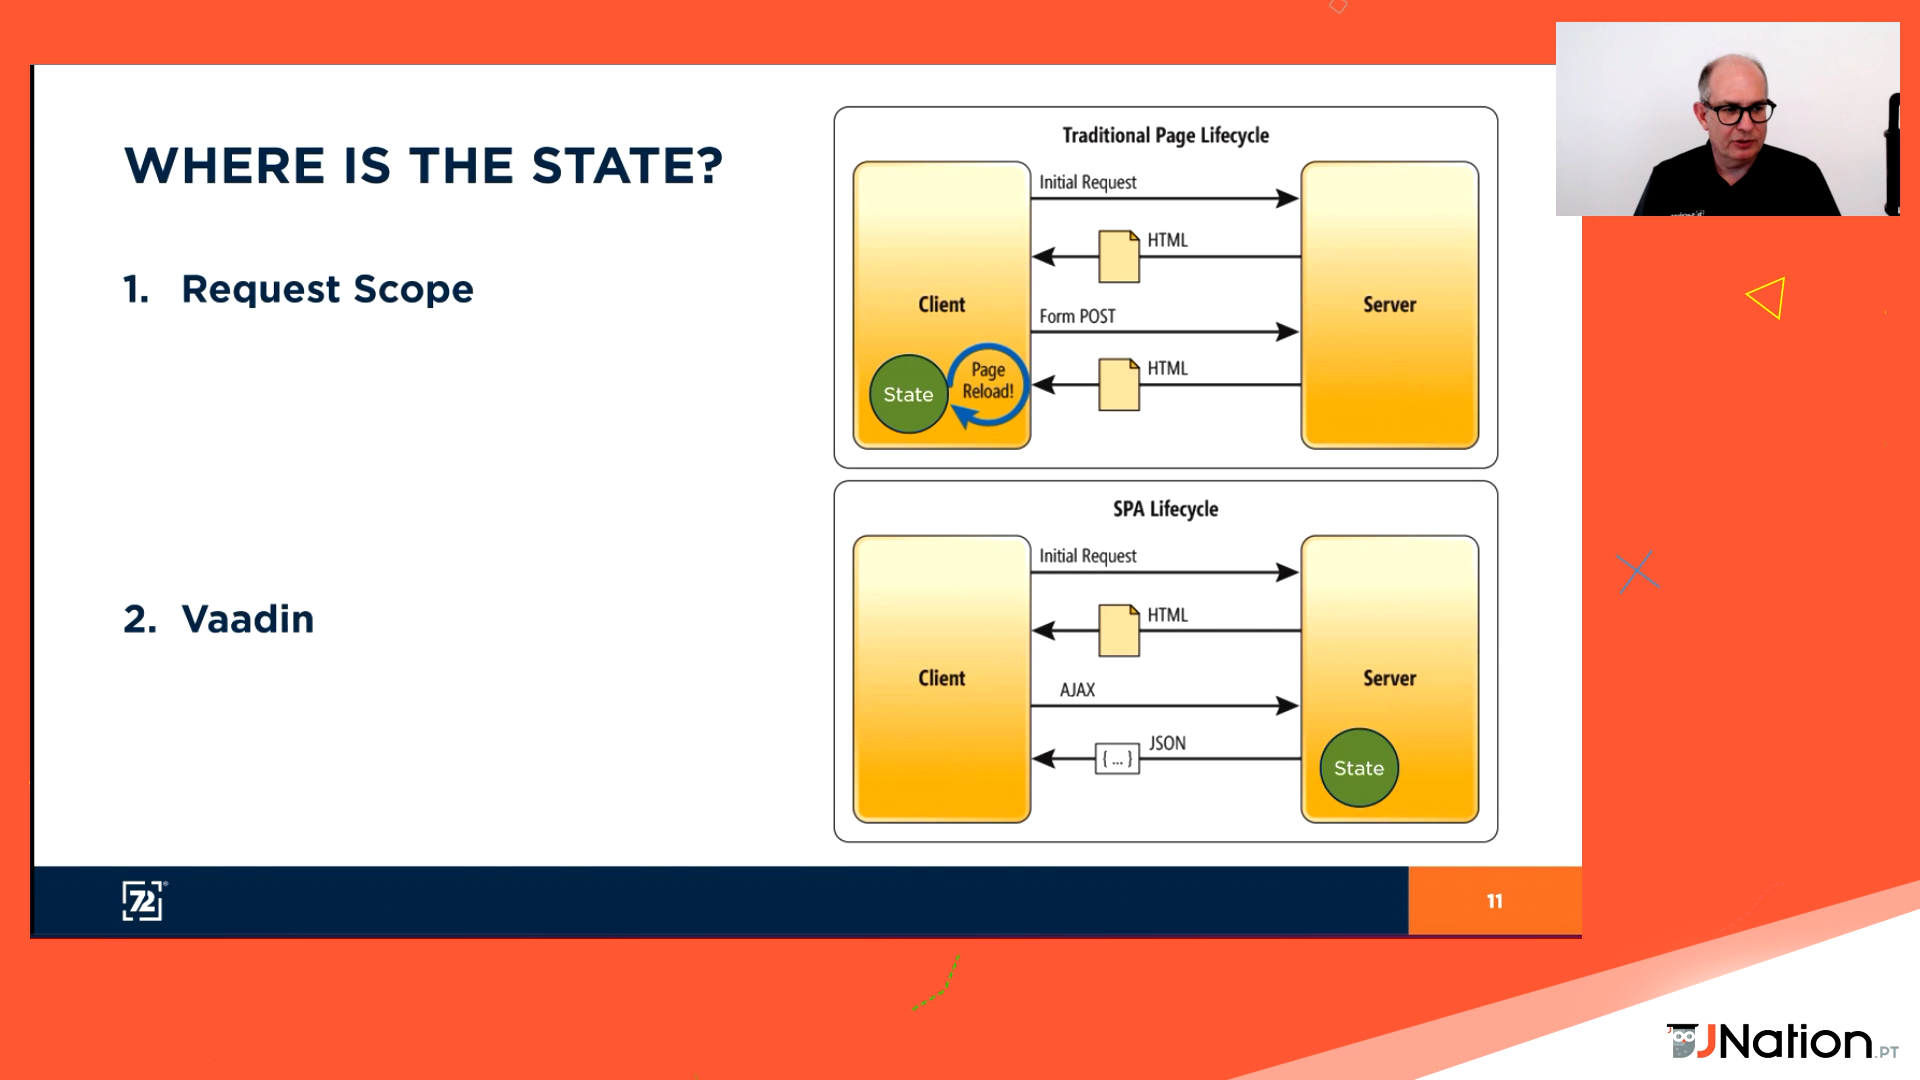 WHERE IS THE STATE?
1. Request Scope
2. Vaadin
Traditional Page Lifecycle
Initial Request
HTML
Client
Server
Form POST
HTML
Page
Reload!
State
SPA Lifecycle
Initial Request
HTML
Client
Server
AJAX
JSON
{ ... }
State
72
11
JNation.PT